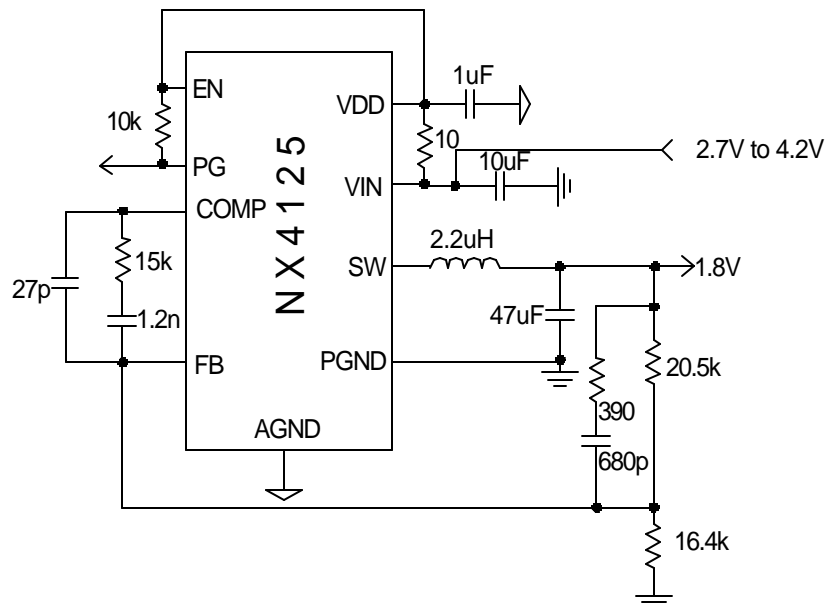 EN
VDD
1uF
10k
10
2.7V to 4.2V
10uF
PG
VIN
NX4125
COMP
2.2uH
15k
SW
1.8V
27p
1.2n
47uF
FB
PGND
20.5k
390
AGND
680p
16.4k